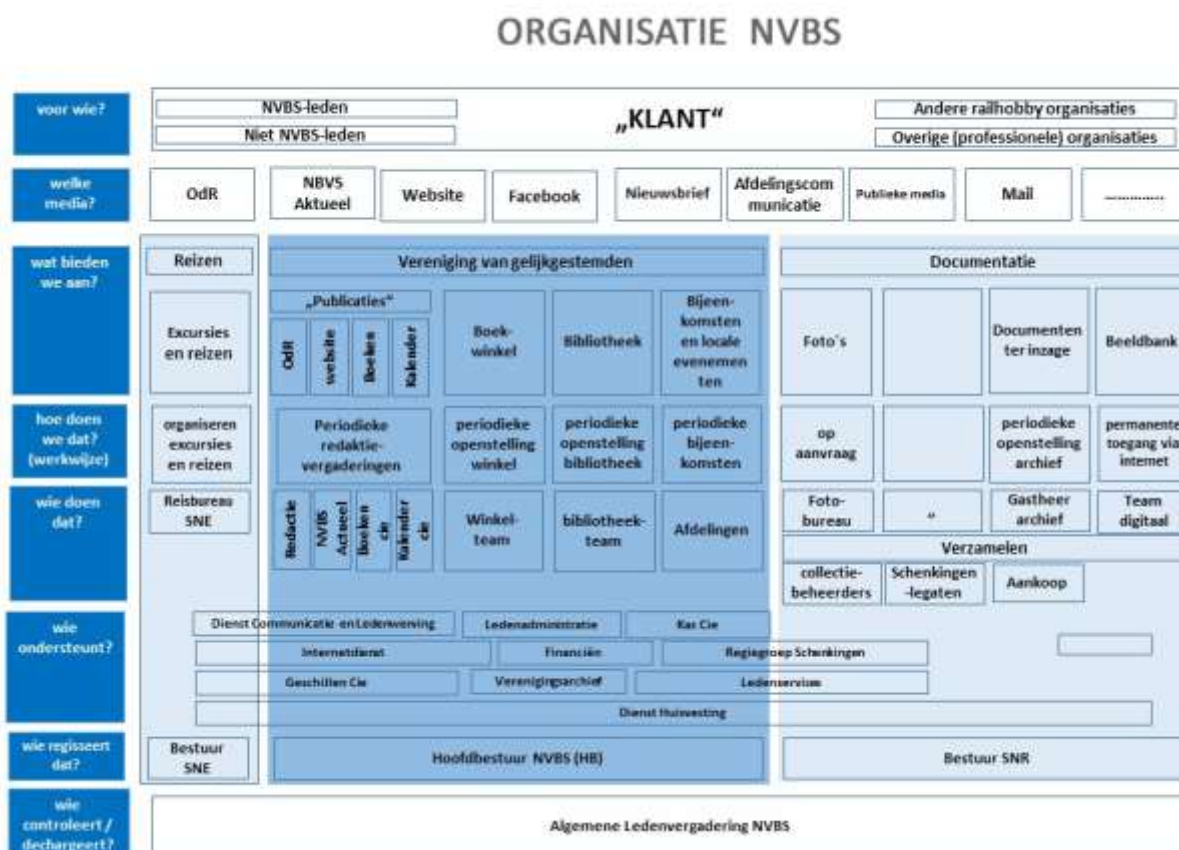 ORGANISATIE NVBS
voor wie?
NVBS-leden
Niet NVBS-leden
„KLANT“
Andere railhobby organisaties
Overige (professionele) organisaties
welke
media?
OdR
NBVS
Aktueel
Website
Facebook
Nieuwsbrief
Afdelingscom
municatie
Publieke media
Mail
..............
wat bieden
we aan?
Reizen
Vereniging van gelijkgestemden
Documentatie
Excursies
en reizen
„Publicaties“
OdR
website
Boeken
Kalender
Boek-
winkel
Bibliotheek
Bijeen-
komsten
en locale
evenemen
ten
Foto`s
Documenten
ter inzage
Beeldbank
hoe doen
we dat?
(werkwijze)
organiseren
excursies
en reizen
Periodieke
redaktie-
vergaderingen
periodieke
openstelling
winkel
periodieke
openstelling
bibliotheek
periodieke
bijeen-
komsten
op
aanvraag
periodieke
openstelling
archief
permanente
toegang via
internet
wie doen
dat?
Reisbureau
SNE
Redactie
NVBS
Actueel
Boeken
cie
Kalender
cie
Winkel-
team
bibliotheek-
team
Afdelingen
Foto-
bureau
“
Gastheer
archief
Team
digitaal
Verzamelen
collectie-
beheerders
Schenkingen
-legaten
Aankoop
wie
ondersteunt?
Dienst Communicatie en Ledenwerving
Ledenadministratie
Kas Cie
Internetdienst
Financiën
Regiegroep Schenkingen
Geschillen Cie
Verenigingsarchief
Ledenservices
Dienst Huisvesting
wie regisseert
dat?
Bestuur
SNE
Hoofdbestuur NVBS (HB)
Bestuur SNR
wie
controleert /
dechargeert?
Algemene Ledenvergadering NVBS